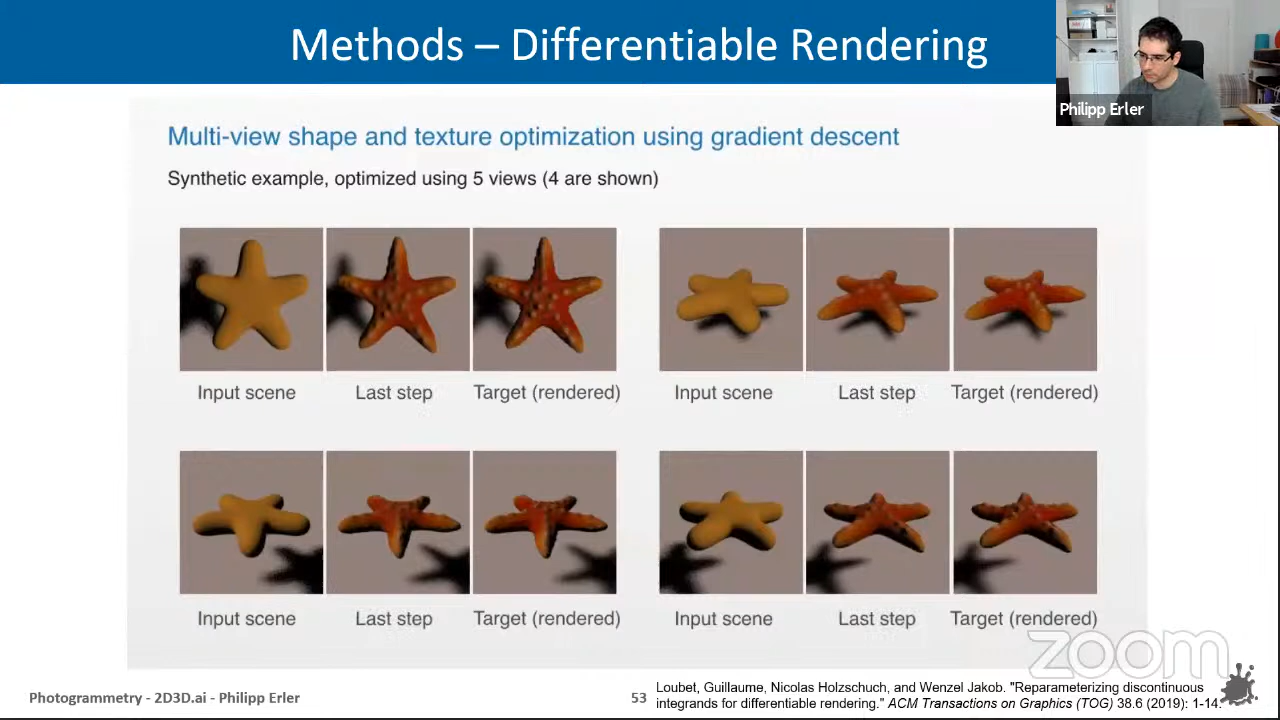 Methods – Differentiable Rendering
Philipp Erler
Multi-view shape and texture optimization using gradient descent
Synthetic example, optimized using 5 views (4 are shown)
Input scene Last step Target (rendered)
Input scene Last step Target (rendered)
Input scene Last step Target (rendered)
Input scene Last step Target (rendered)
zoom
Photogrammetry - 2D3D.ai - Philipp Erler
53
Loubet, Guillaume, Nicolas Holzschuch, and Wenzel Jakob. "Reparameterizing discontinuous
integrands for differentiable rendering." ACM Transactions on Graphics (TOG) 38.6 (2019): 1-14.